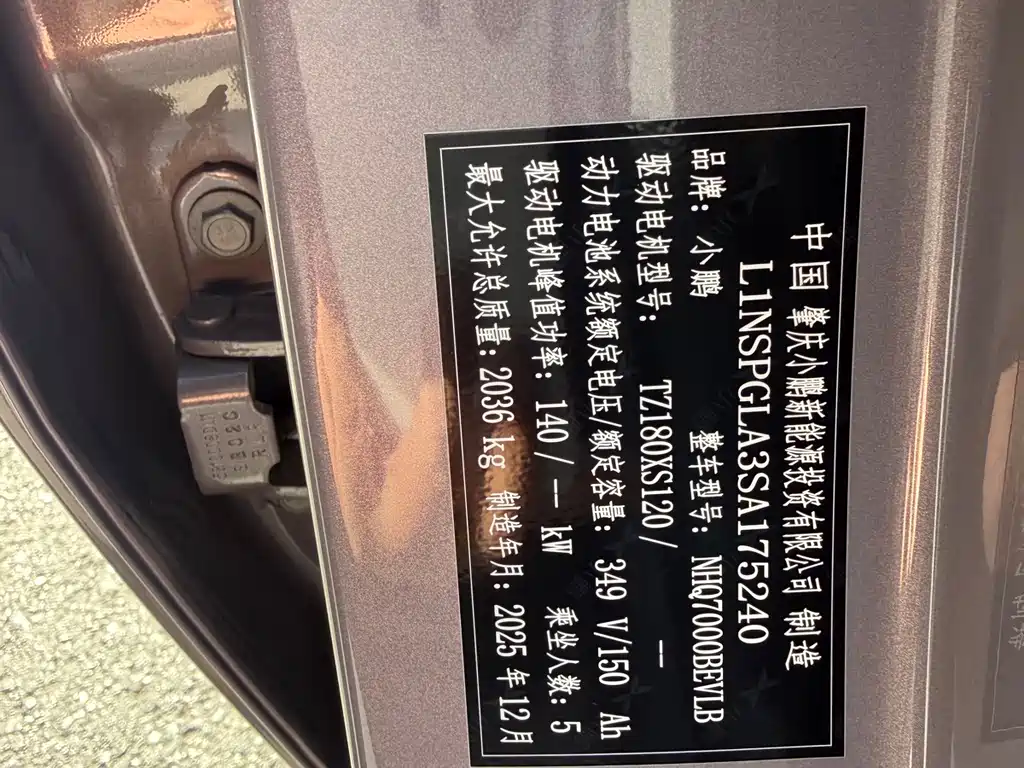 中国 肇庆小鹏新能源投资有限公司 制造
L1NSPGLA3SA175240
品牌: 小鹏 整车型号: NHQ7000BEVLB
驱动电机型号: TZ180XS120/ --
动力电池系统额定电压/额定容量: 349 V/150 Ah
驱动电机峰值功率: 140/ -- kW 乘坐人数: 5
最大允许总质量: 2036 kg 制造年月: 2025 年 12 月